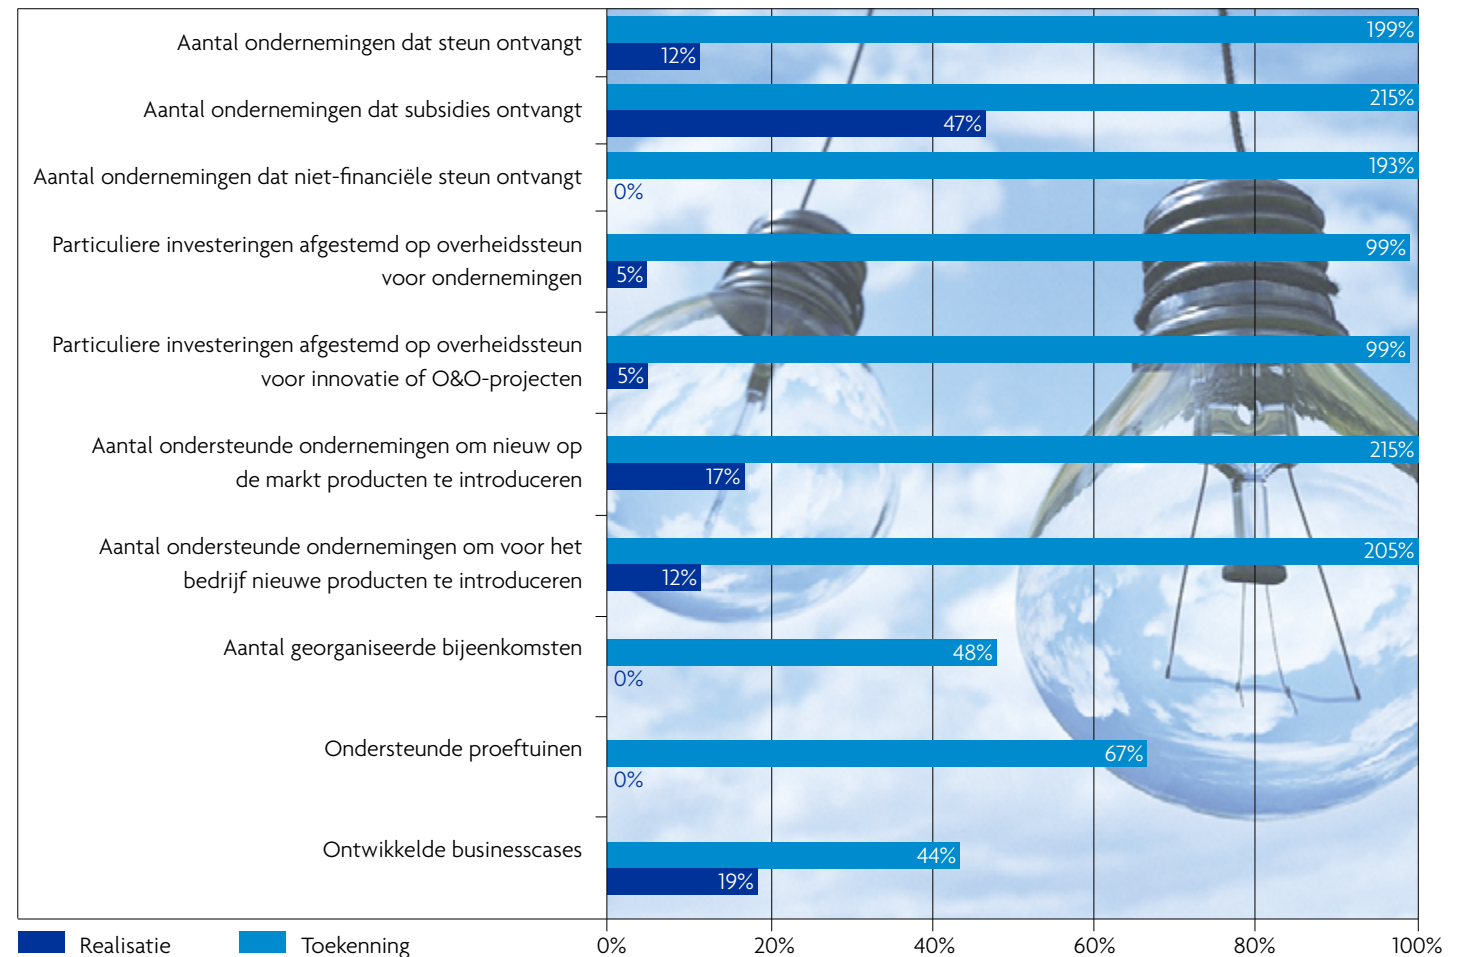 Aantal ondernemingen dat steun ontvangt
199%
12%
Aantal ondernemingen dat subsidies ontvangt
215%
47%
Aantal ondernemingen dat niet-financiële steun ontvangt
193%
0%
Particuliere investeringen afgestemd op overheidssteun
voor ondernemingen
99%
5%
Particuliere investeringen afgestemd op overheidssteun
voor innovatie of O&O-projecten
99%
5%
Aantal ondersteunde ondernemingen om nieuw op
de markt producten te introduceren
215%
17%
Aantal ondersteunde ondernemingen om voor het
bedrijf nieuwe producten te introduceren
205%
12%
Aantal georganiseerde bijeenkomsten
48%
0%
Ondersteunde proeftuinen
67%
0%
Ontwikkelde businesscases
44%
19%
Realisatie Toekenning
0% 20% 40% 60% 80% 100%